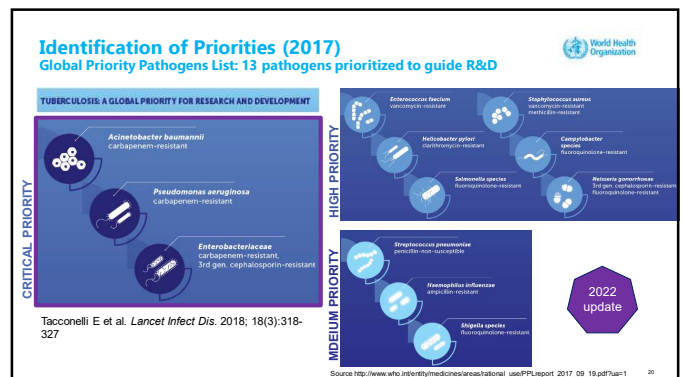 Identification of Priorities (2017)
Global Priority Pathogens List: 13 pathogens prioritized to guide R&D
World Health
Organization
TUBERCULOSIS: A GLOBAL PRIORITY FOR RESEARCH AND DEVELOPMENT
CRITICAL PRIORITY
Acinetobacter baumannii
carbapenem-resistant
Pseudomonas aeruginosa
carbapenem-resistant
Enterobacteriaceae
carbapenem-resistant,
3rd gen. cephalosporin-resistant
Tacconelli E et al. Lancet Infect Dis. 2018; 18(3):318-
327
HIGH PRIORITY
Enterococcus faecium
vancomycin-resistant
Helicobacter pylori
clarithromycin-resistant
Salmonella species
fluoroquinolone-resistant
Staphylococcus aureus
vancomycin-resistant
methicillin-resistant
Campylobacter
species
fluoroquinolone-resistant
Neisseria gonorrhoeae
3rd gen. cephalosporin-resistant,
fluoroquinolone-resistant
MDEIUM PRIORITY
Streptococcus pneumoniae
penicillin-non-susceptible
Haemophilus influenzae
ampicillin-resistant
Shigella species
fluoroquinolone-resistant
2022
update
Source http://www.who.int/entity/medicines/areas/rational_use/PPLreport_2017_09_19.pdf?ua=1
20